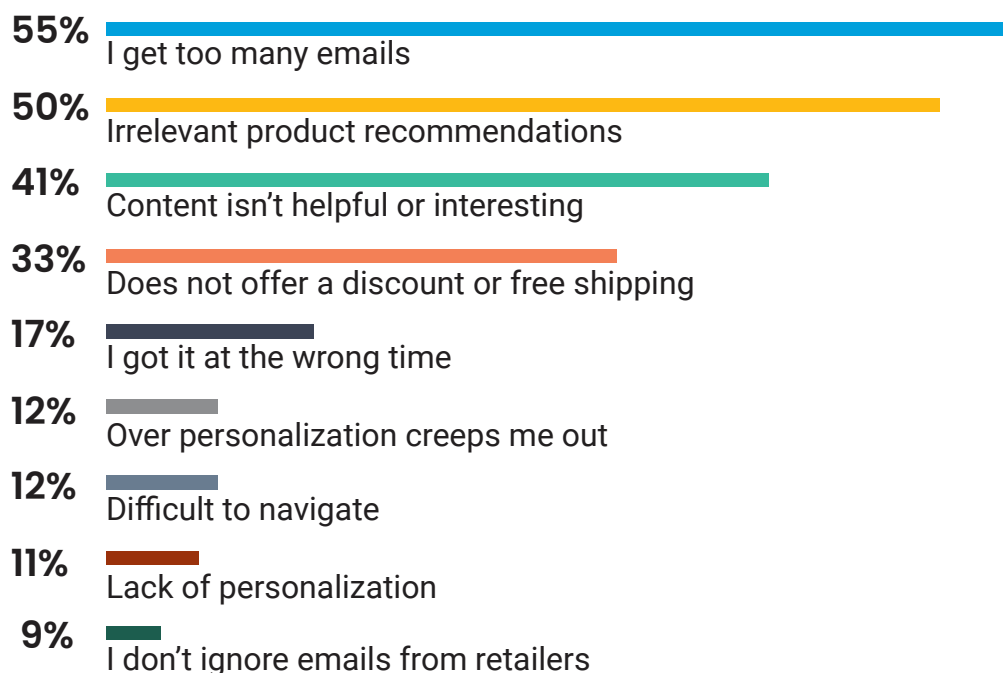 55%
I get too many emails
50%
Irrelevant product recommendations
41%
Content isn’t helpful or interesting
33%
Does not offer a discount or free shipping
17%
I got it at the wrong time
12%
Over personalization creeps me out
12%
Difficult to navigate
11%
Lack of personalization
9%
I don’t ignore emails from retailers